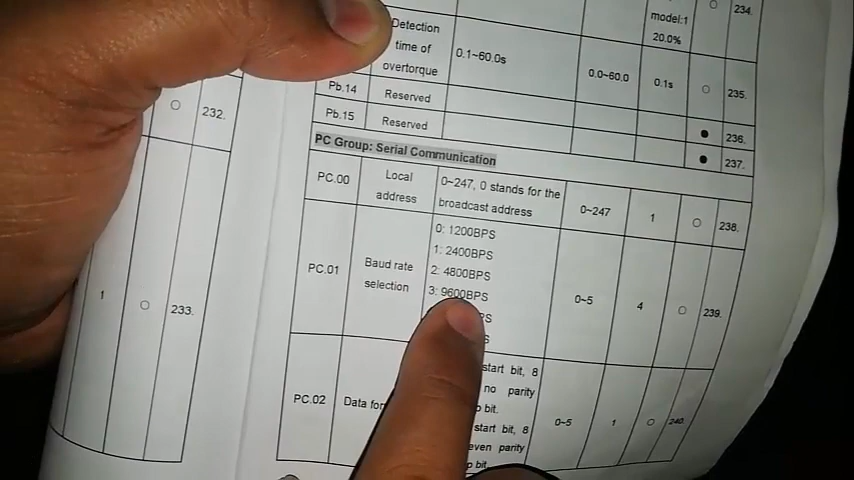 model:1
20.0%
234.
Detection
time of
overtorque
0.1~60.0s
0.0~60.0
0.1s
235.
Pb.14
Reserved
236.
Pb.15
Reserved
237.
PC Group: Serial Communication
PC.00
Local
address
0~247, 0 stands for the
broadcast address
0~247
1
238.
PC.01
Baud rate
selection
0: 1200BPS
1: 2400BPS
2: 4800BPS
3: 9600BPS
0~5
4
239.
PC.02
start bit, 8
no parity
bit.
start bit, 8
even parity
bit
0~5
1
240.
232.
1
233.